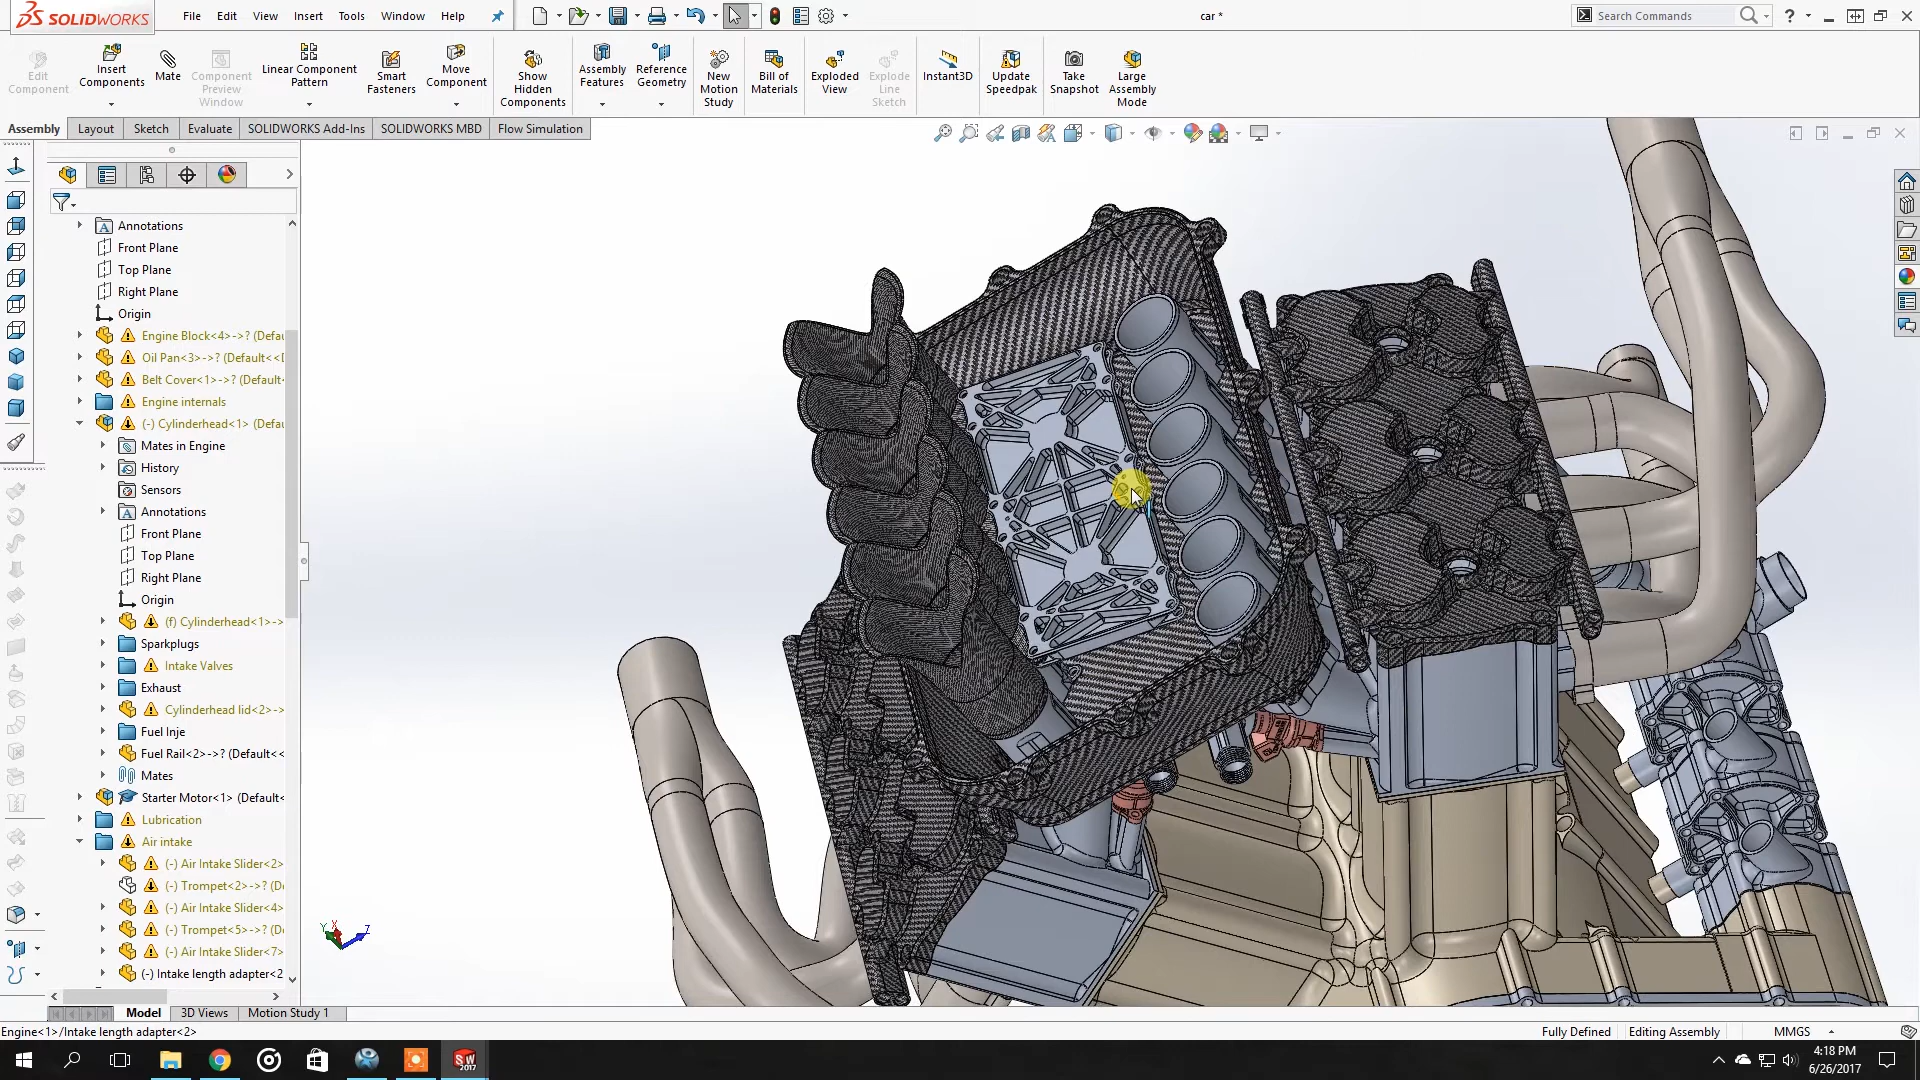 SOLIDWORKS File Edit View Insert Tools Window Help car * Search Commands
Edit Component
Insert Components
Mate
Component Preview Window
Linear Component Pattern
Smart Fasteners
Move Component
Show Hidden Components
Assembly Features
Reference Geometry
New Motion Study
Bill of Materials
Exploded View
Explode Line Sketch
Instant3D
Update Speedpak
Take Snapshot
Large Assembly Mode
Assembly Layout Sketch Evaluate SOLIDWORKS Add-Ins SOLIDWORKS MBD Flow Simulation
Annotations
Front Plane
Top Plane
Right Plane
Origin
Engine Block<4>->? (Defau
Oil Pan<3>->? (Default<<D
Belt Cover<1>->? (Default<
Engine internals
(-) Cylinderhead<1> (Defau
Mates in Engine
History
Sensors
Annotations
Front Plane
Top Plane
Right Plane
Origin
(f) Cylinderhead<1>->
Sparkplugs
Intake Valves
Exhaust
Cylinderhead lid<2>->
Fuel Inje
Fuel Rail<2>->? (Default<<
Mates
Starter Motor<1> (Default<
Lubrication
Air intake
(-) Air Intake Slider<2>
(-) Trompet<2>->? (De
(-) Air Intake Slider<4>
(-) Trompet<5>->? (De
(-) Air Intake Slider<7>
(-) Intake length adapter<2
Y X Z
Model 3D Views Motion Study 1
Engine<1>/Intake length adapter<2> Fully Defined Editing Assembly MMGS
SW 2017
4:18 PM
6/26/2017